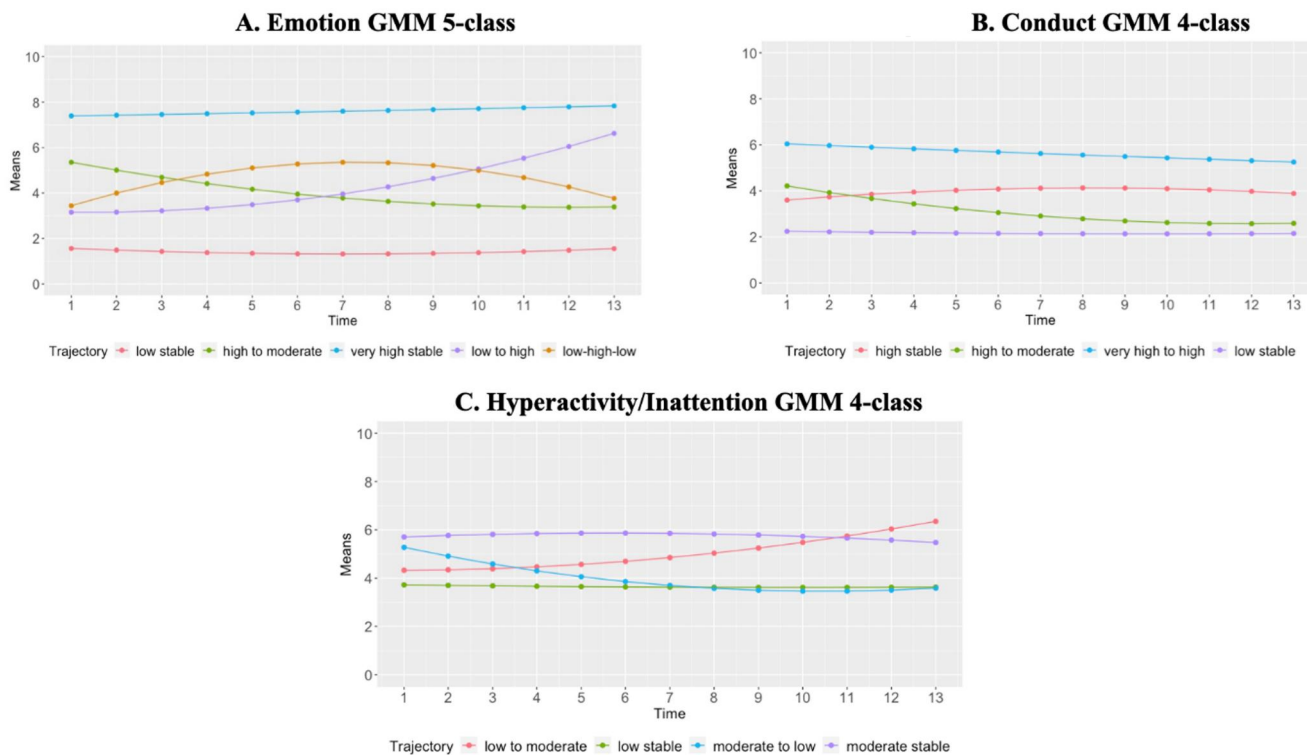 A. Emotion GMM 5-class
10
8
6
4
2
0
Means
1 2 3 4 5 6 7 8 9 10 11 12 13
Time
Trajectory low stable high to moderate very high stable low to high low-high-low
B. Conduct GMM 4-class
10
8
6
4
2
0
Means
1 2 3 4 5 6 7 8 9 10 11 12 13
Time
Trajectory high stable high to moderate very high to high low stable
C. Hyperactivity/Inattention GMM 4-class
10
8
6
4
2
0
Means
1 2 3 4 5 6 7 8 9 10 11 12 13
Time
Trajectory low to moderate low stable moderate to low moderate stable